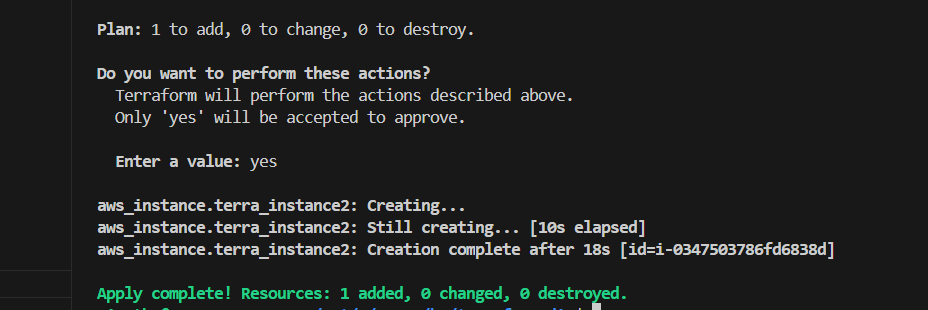 Plan: 1 to add, 0 to change, 0 to destroy.
Do you want to perform these actions?
Terraform will perform the actions described above.
Only 'yes' will be accepted to approve.
Enter a value: yes
aws_instance.terra_instance2: Creating...
aws_instance.terra_instance2: Still creating... [10s elapsed]
aws_instance.terra_instance2: Creation complete after 18s [id=i-0347503786fd6838d]
Apply complete! Resources: 1 added, 0 changed, 0 destroyed.